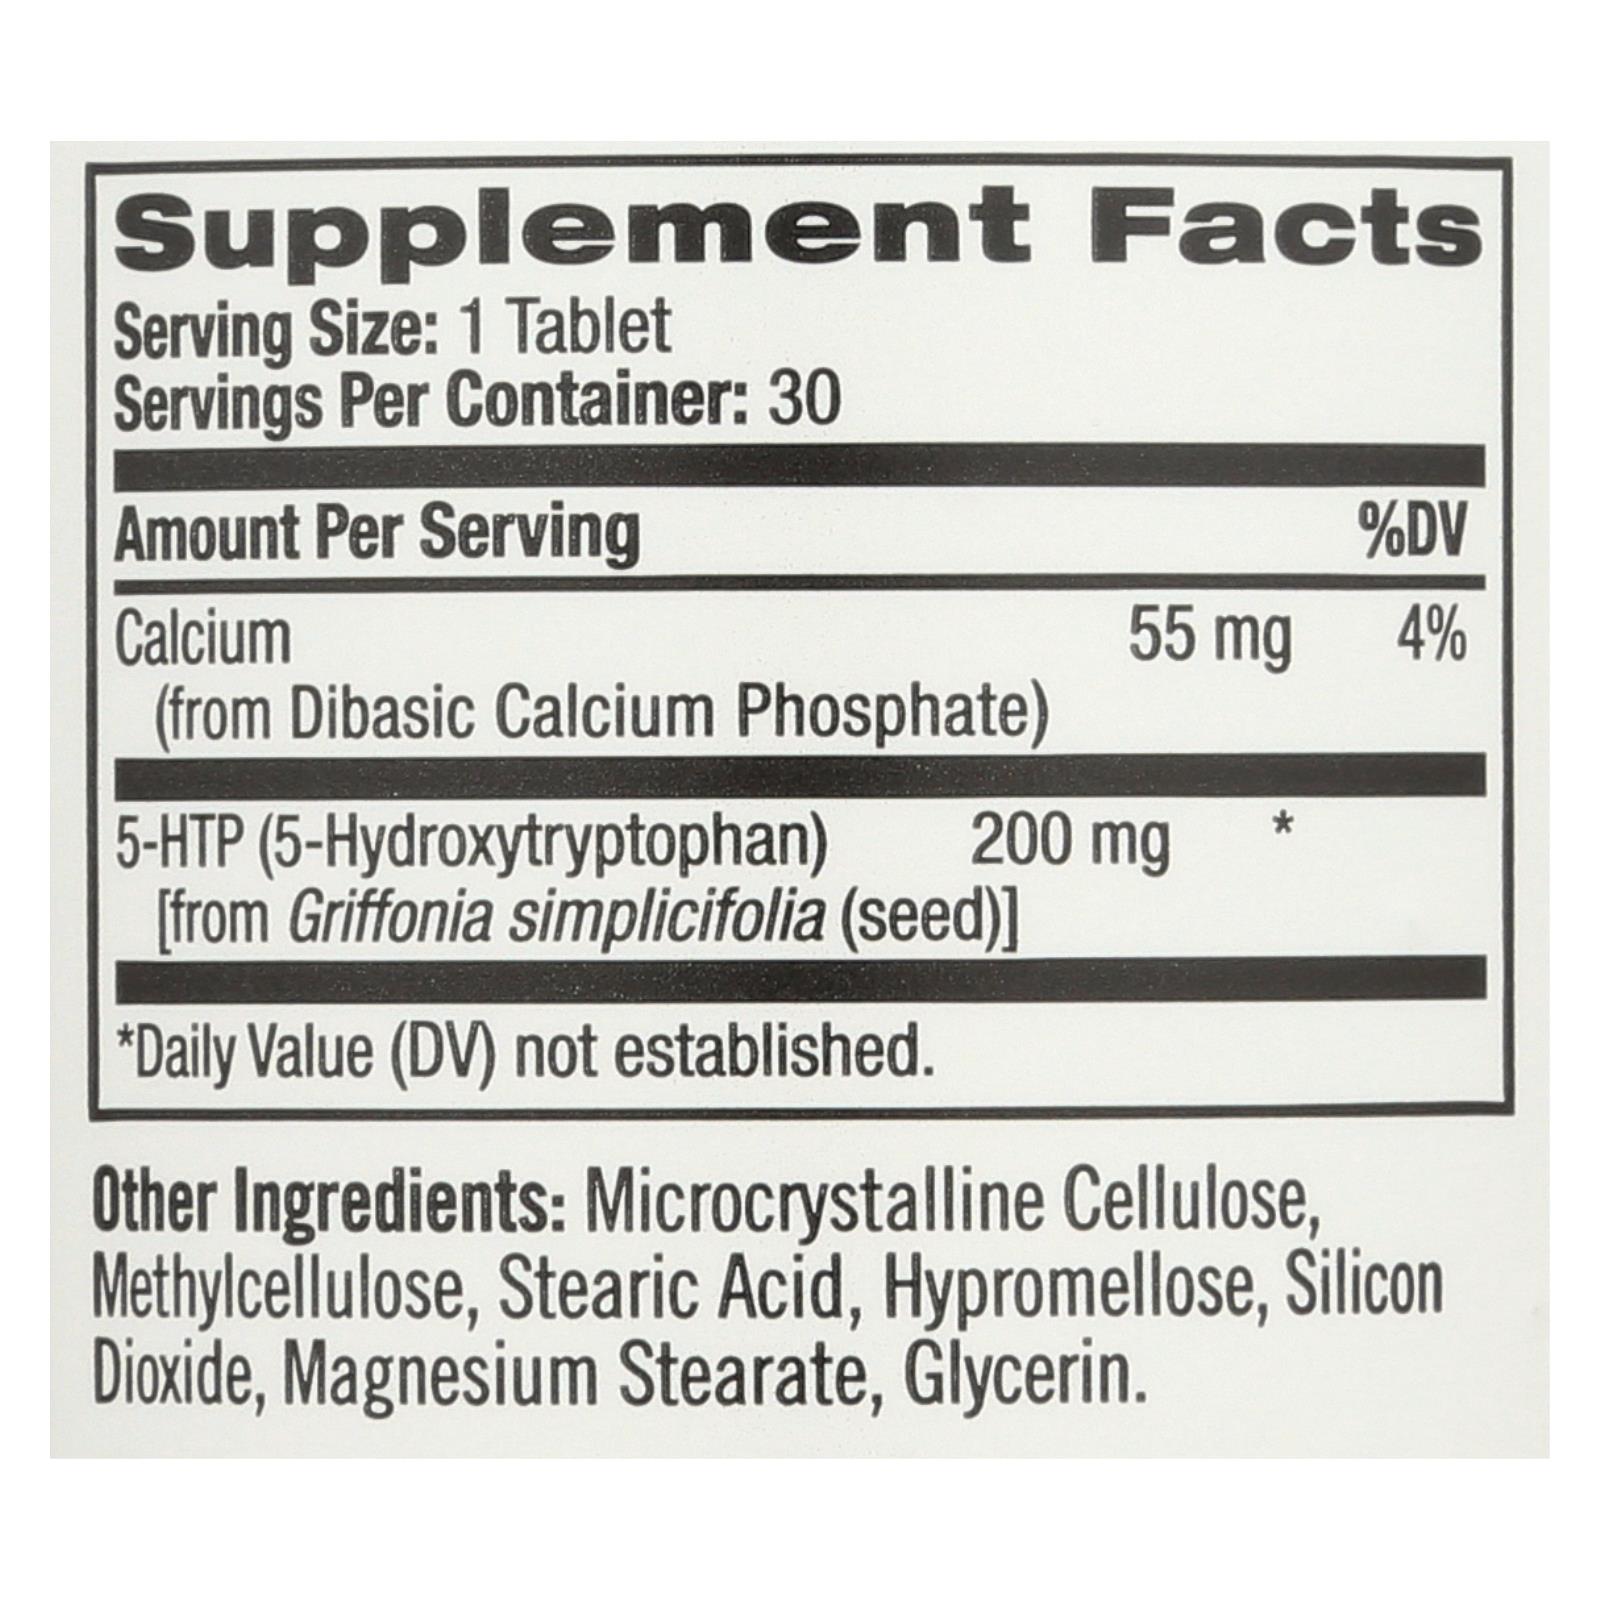 Supplement Facts
Serving Size: 1 Tablet
Servings Per Container: 30
Amount Per Serving %DV
Calcium 55 mg 4%
(from Dibasic Calcium Phosphate)
5-HTP (5-Hydroxytryptophan) 200 mg *
[from Griffonia simplicifolia (seed)]
*Daily Value (DV) not established.
Other Ingredients: Microcrystalline Cellulose,
Methylcellulose, Stearic Acid, Hypromellose, Silicon
Dioxide, Magnesium Stearate, Glycerin.